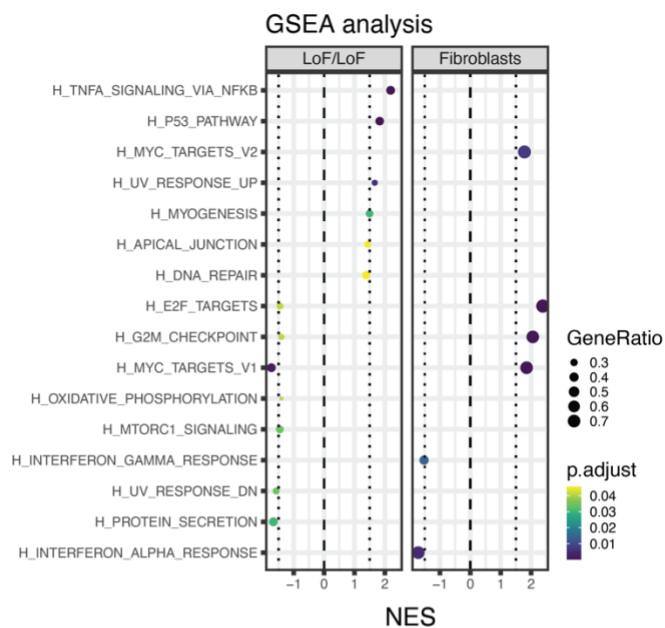 GSEA analysis
LoF/LoF Fibroblasts
H_TNFA_SIGNALING_VIA_NFKB
H_P53_PATHWAY
H_MYC_TARGETS_V2
H_UV_RESPONSE_UP
H_MYOGENESIS
H_APICAL_JUNCTION
H_DNA_REPAIR
H_E2F_TARGETS
H_G2M_CHECKPOINT
H_MYC_TARGETS_V1
H_OXIDATIVE_PHOSPHORYLATION
H_MTORC1_SIGNALING
H_INTERFERON_GAMMA_RESPONSE
H_UV_RESPONSE_DN
H_PROTEIN_SECRETION
H_INTERFERON_ALPHA_RESPONSE
−1 0 1 2 −1 0 1 2
NES
GeneRatio
0.3
0.4
0.5
0.6
0.7
p.adjust
0.04
0.03
0.02
0.01